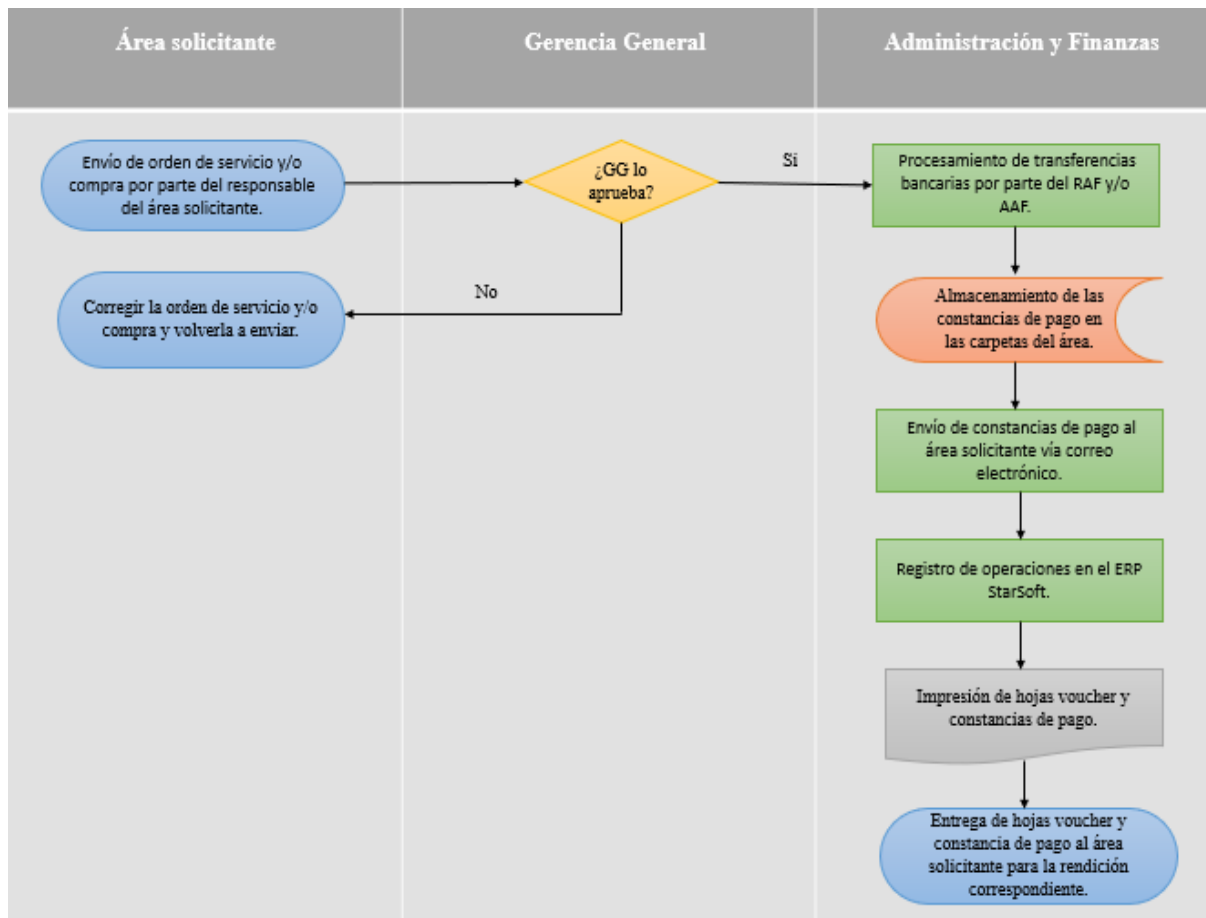 Área solicitante
Gerencia General
Administración y Finanzas
Envío de orden de servicio y/o
compra por parte del responsable
del área solicitante.
¿GG lo
aprueba?
Si
Procesamiento de transferencias
bancarias por parte del RAF y/o
AAF.
No
Corregir la orden de servicio y/o
compra y volverla a enviar.
Almacenamiento de las
constancias de pago en
las carpetas del área.
Envío de constancias de pago al
área solicitante vía correo
electrónico.
Registro de operaciones en el ERP
StarSoft.
Impresión de hojas voucher y
constancias de pago.
Entrega de hojas voucher y
constancia de pago al área
solicitante para la rendición
correspondiente.